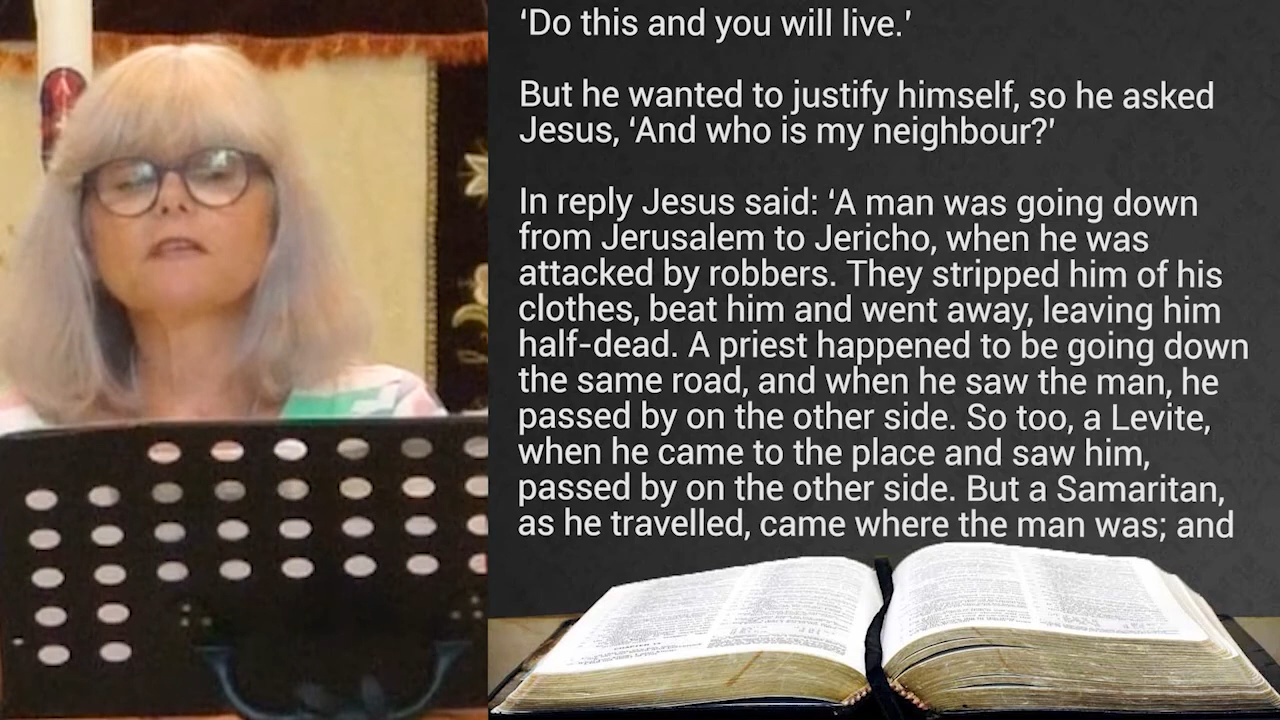 ‘Do this and you will live.’
But he wanted to justify himself, so he asked
Jesus, ‘And who is my neighbour?’
In reply Jesus said: ‘A man was going down
from Jerusalem to Jericho, when he was
attacked by robbers. They stripped him of his
clothes, beat him and went away, leaving him
half-dead. A priest happened to be going down
the same road, and when he saw the man, he
passed by on the other side. So too, a Levite,
when he came to the place and saw him,
passed by on the other side. But a Samaritan,
as he travelled, came where the man was; and